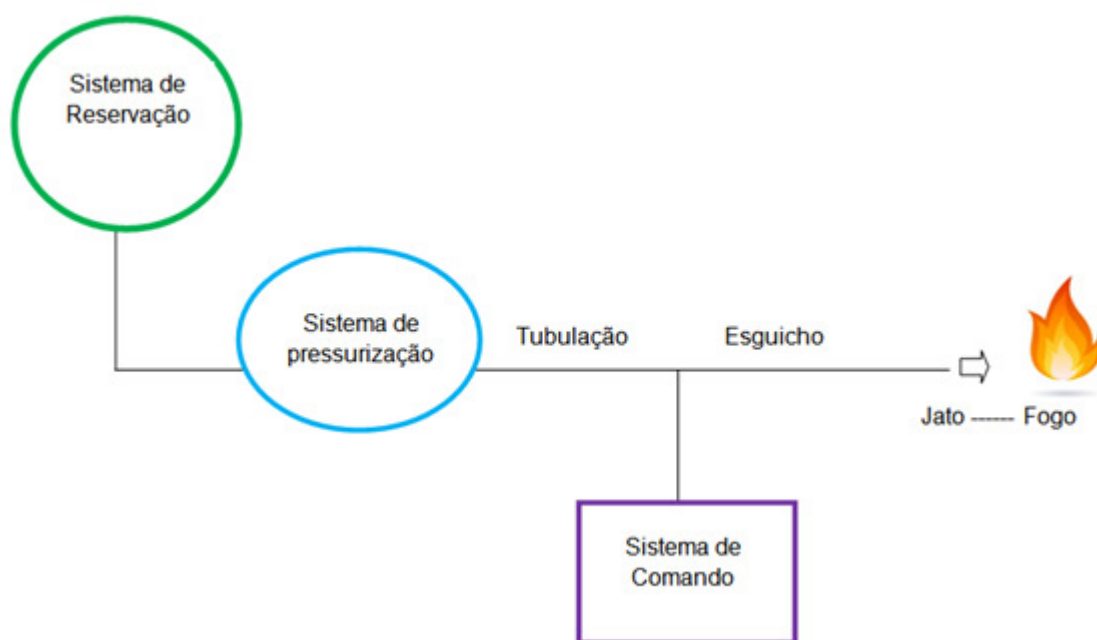 Sistema de
Reservação
Sistema de
pressurização
Tubulação
Esguicho
Jato ------ Fogo
Sistema de
Comando